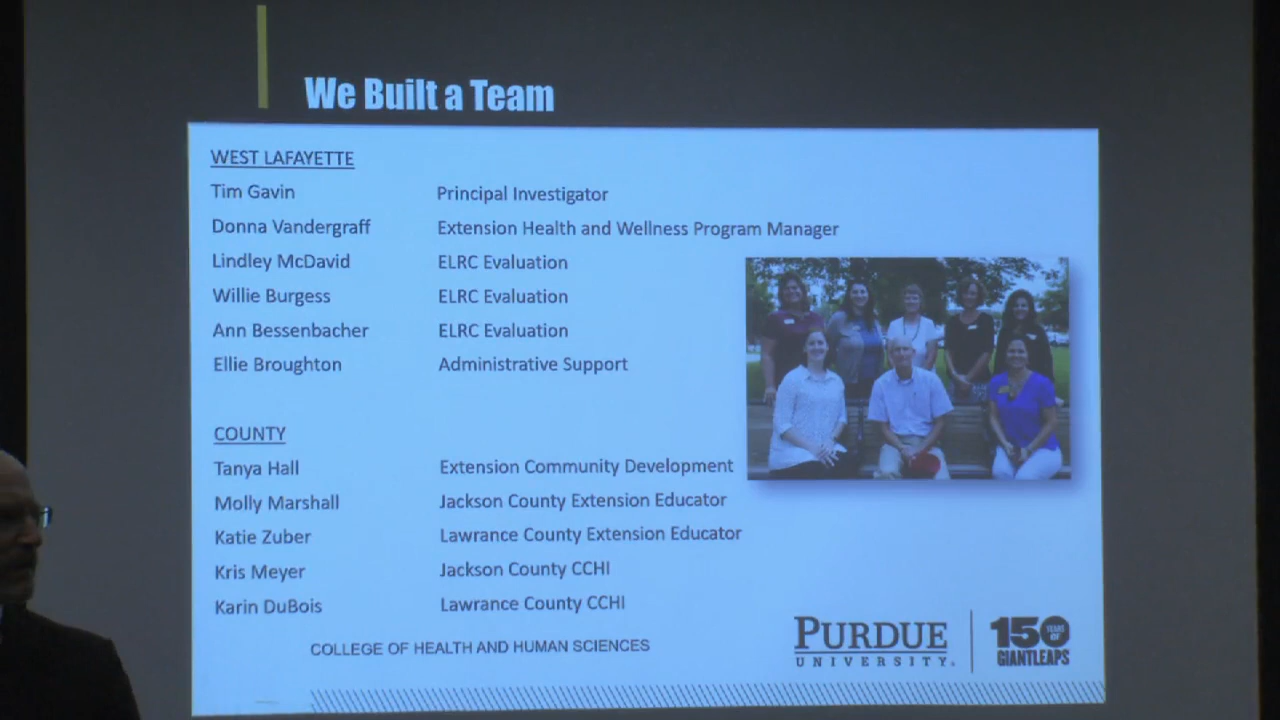 We Built a Team
WEST LAFAYETTE
Tim Gavin Principal Investigator
Donna Vandergraff Extension Health and Wellness Program Manager
Lindley McDavid ELRC Evaluation
Willie Burgess ELRC Evaluation
Ann Bessenbacher ELRC Evaluation
Ellie Broughton Administrative Support
COUNTY
Tanya Hall Extension Community Development
Molly Marshall Jackson County Extension Educator
Katie Zuber Lawrance County Extension Educator
Kris Meyer Jackson County CCHI
Karin DuBois Lawrance County CCHI
COLLEGE OF HEALTH AND HUMAN SCIENCES
PURDUE
UNIVERSITY.
150 YEARS OF
GIANTLEAPS